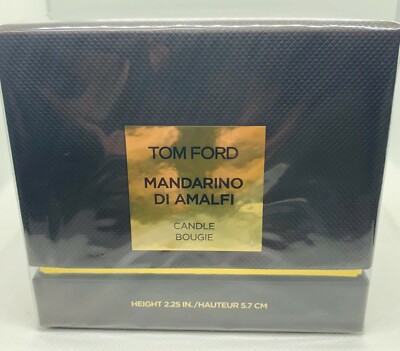 TOM FORD
MANDARINO
DI AMALFI
CANDLE
BOUGIE
HEIGHT 2.25 IN./HAUTEUR 5.7 CM